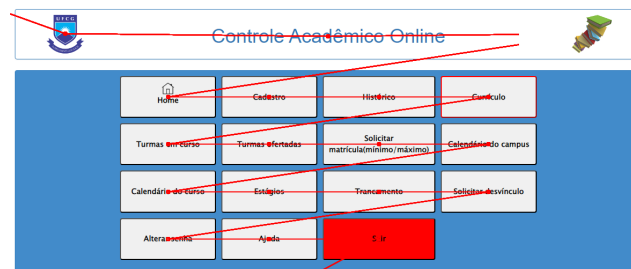 UFCG
Controle Acadêmico Online
Home
Cadastro
Histórico
Currículo
Turmas em curso
Turmas ofertadas
Solicitar
matrícula(mínimo/máximo)
Calendário do campus
Calendário do curso
Estágios
Trancamento
Solicitar desvínculo
Alterar senha
Ajuda
Sair